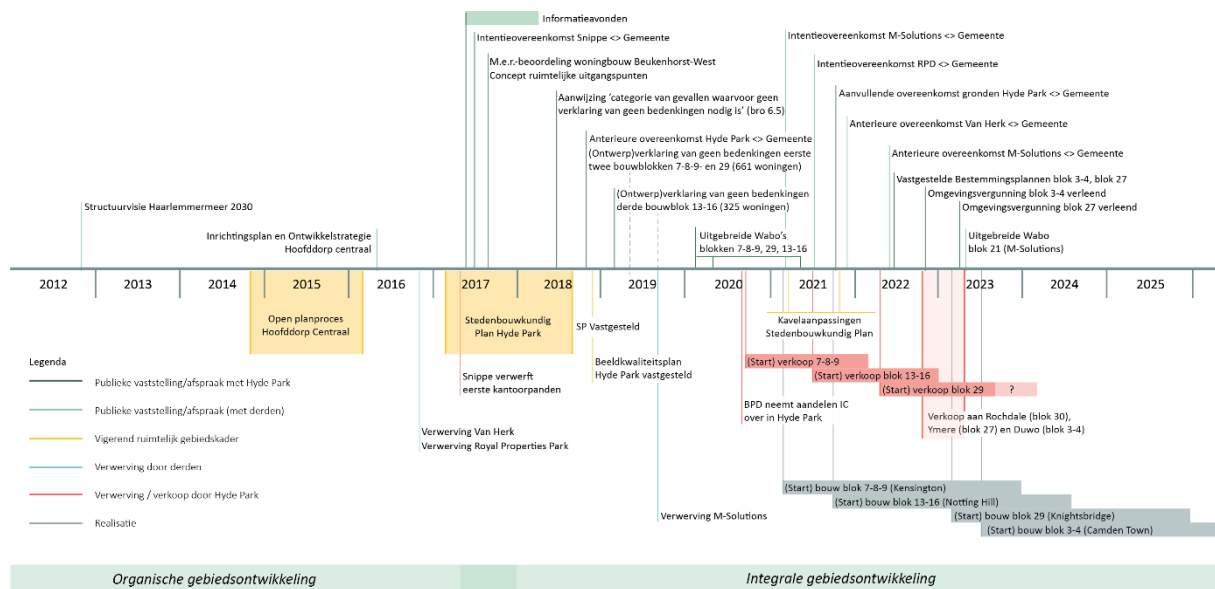 Informatieavonden
Intentieovereenkomst Snippe <> Gemeente
Intentieovereenkomst M-Solutions <> Gemeente
M.e.r.-beoordeling woningbouw Beukenhorst-West
Concept ruimtelijke uitgangspunten
Intentieovereenkomst RPD <> Gemeente
Aanwijzing ‘categorie van gevallen waarvoor geen
verklaring van geen bedenkingen nodig is’ (bro 6.5)
Aanvullende overeenkomst gronden Hyde Park <> Gemeente
Anterieure overeenkomst Hyde Park <> Gemeente
(Ontwerp)verklaring van geen bedenkingen eerste
twee bouwblokken 7-8-9- en 29 (661 woningen)
Anterieure overeenkomst Van Herk <> Gemeente
Anterieure overeenkomst M-Solutions <> Gemeente
(Ontwerp)verklaring van geen bedenkingen
derde bouwblok 13-16 (325 woningen)
Vastgestelde Bestemmingsplannen blok 3-4, blok 27
Omgevingsvergunning blok 3-4 verleend
Omgevingsvergunning blok 27 verleend
Structuurvisie Haarlemmermeer 2030
Inrichtingsplan en Ontwikkelstrategie
Hoofddorp centraal
Uitgebreide Wabo’s
blokken 7-8-9, 29, 13-16
Uitgebreide Wabo
blok 21 (M-Solutions)
2012 2013 2014 2015 2016 2017 2018 2019 2020 2021 2022 2023 2024 2025
Open planproces
Hoofddorp Centraal
Stedenbouwkundig
Plan Hyde Park
SP Vastgesteld
Kavelaanpassingen
Stedenbouwkundig Plan
Beeldkwaliteitsplan
Hyde Park vastgesteld
Snippe verwerft
eerste kantoorpanden
(Start) verkoop 7-8-9
(Start) verkoop blok 13-16
(Start) verkoop blok 29 ?
BPD neemt aandelen IC
over in Hyde Park
Verkoop aan Rochdale (blok 30),
Ymere (blok 27) en Duwo (blok 3-4)
Verwerving Van Herk
Verwerving Royal Properties Park
Verwerving M-Solutions
(Start) bouw blok 7-8-9 (Kensington)
(Start) bouw blok 13-16 (Notting Hill)
(Start) bouw blok 29 (Knightsbridge)
(Start) bouw blok 3-4 (Camden Town)
Legenda
Publieke vaststelling/afspraak met Hyde Park
Publieke vaststelling/afspraak (met derden)
Vigerend ruimtelijk gebiedskader
Verwerving door derden
Verwerving / verkoop door Hyde Park
Realisatie
Organische gebiedsontwikkeling
Integrale gebiedsontwikkeling